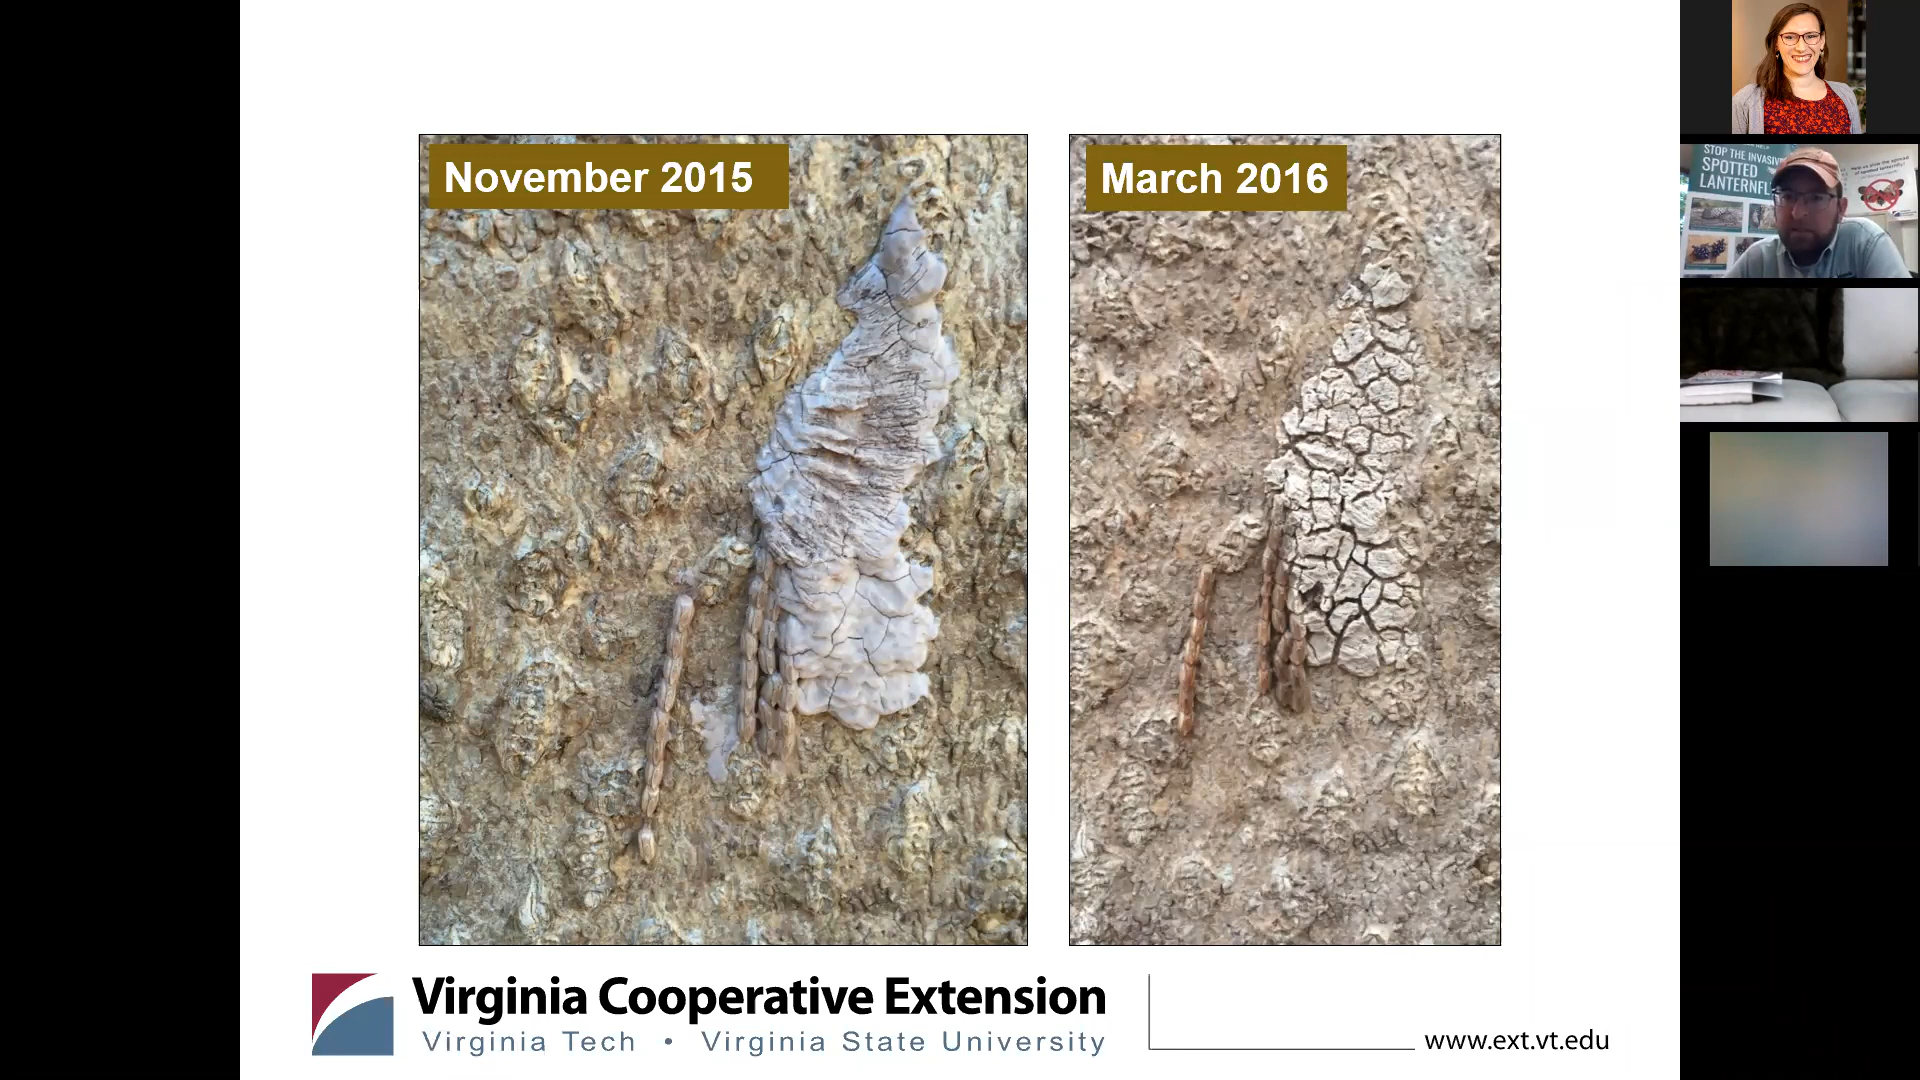 November 2015
March 2016
Virginia Cooperative Extension
Virginia Tech • Virginia State University
www.ext.vt.edu
STOP THE INVASIV
SPOTTED
LANTERNFL